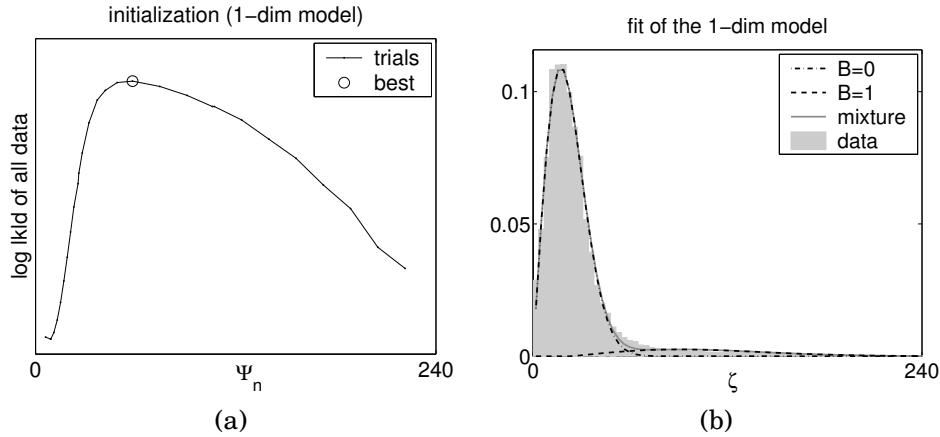 initialization (1-dim model)
log lkld of all data
trials
best
0
Ψn
240
(a)
fit of the 1-dim model
0.1
0.05
0
B=0
B=1
mixture
data
0
ζ
240
(b)